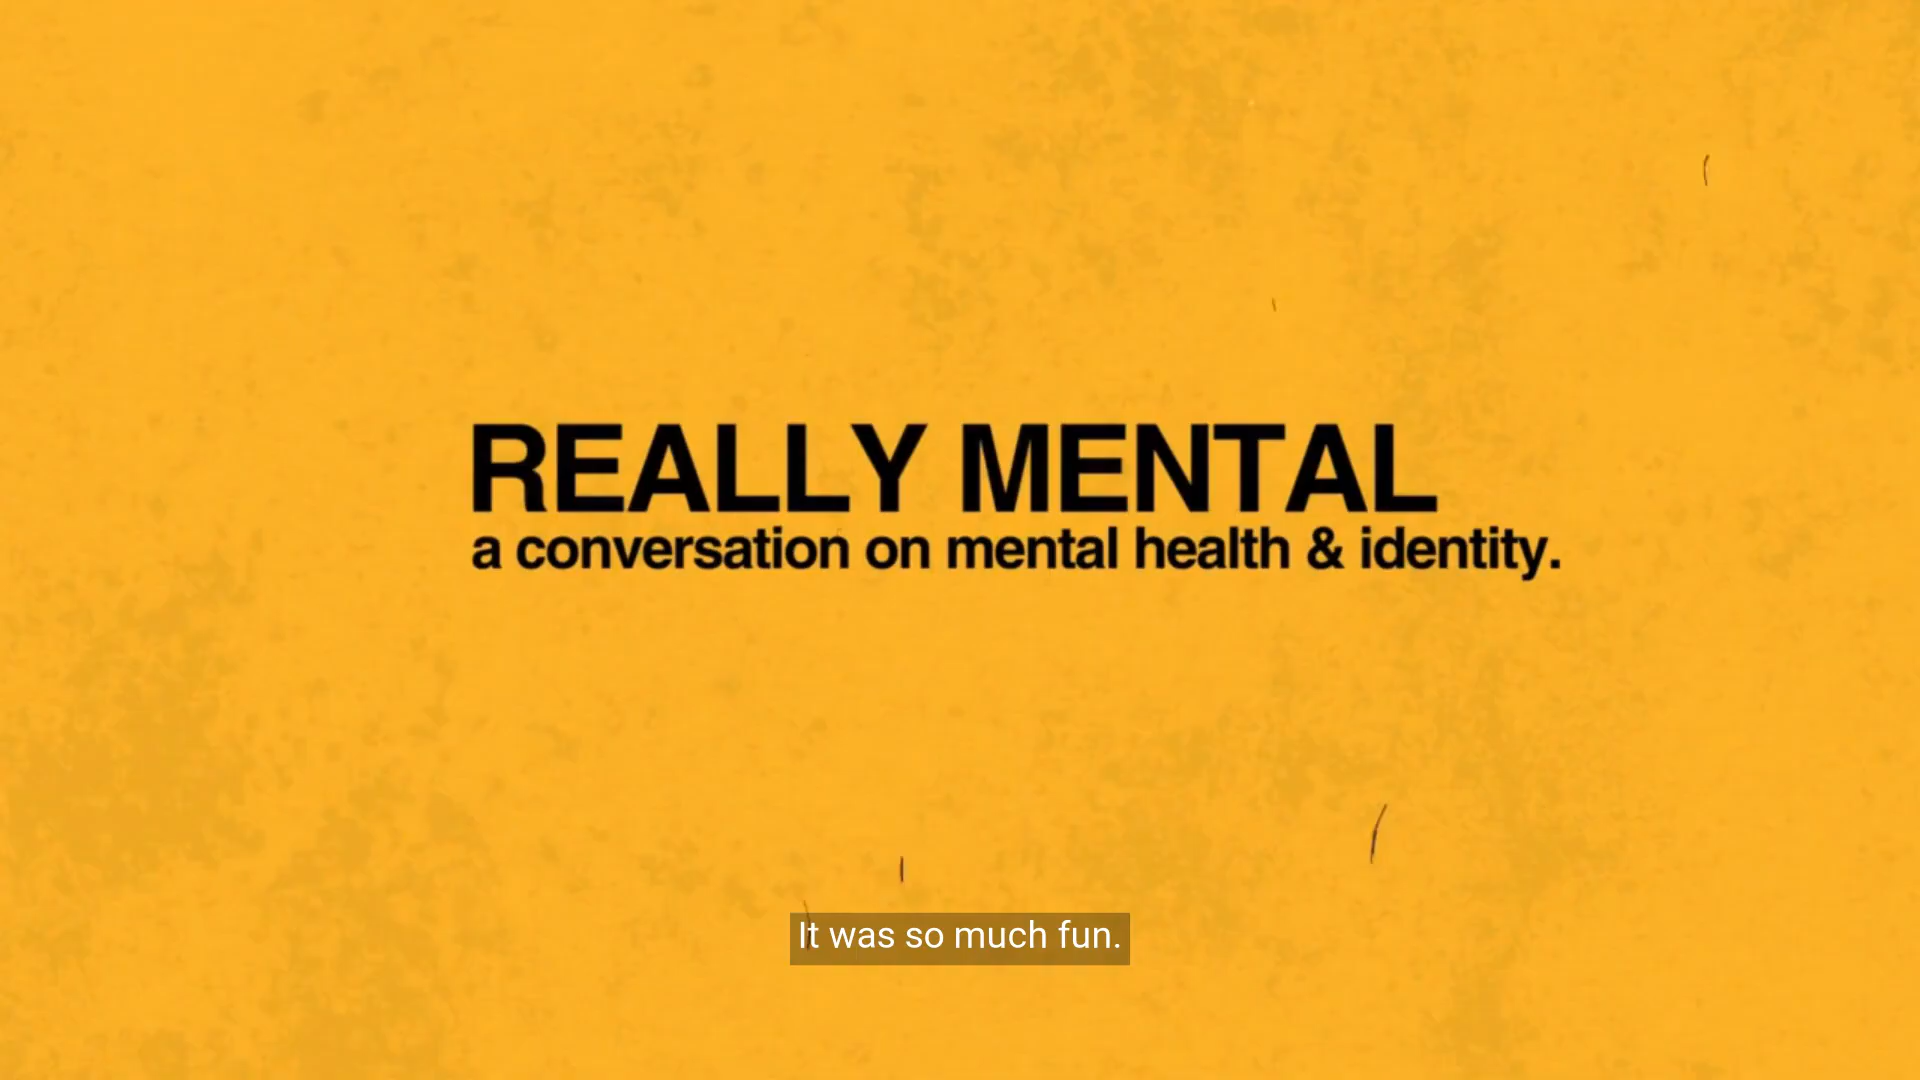 REALLY MENTAL
a conversation on mental health & identity.
It was so much fun.